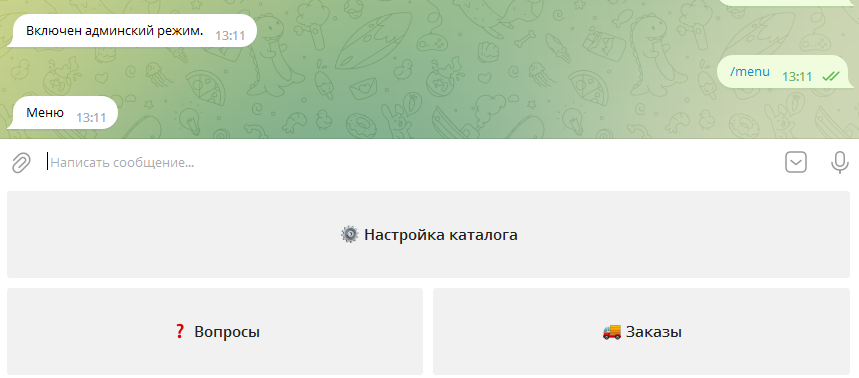 Включен админский режим. 13:11
/menu 13:11
Меню 13:11
Написать сообщение...
Настройка каталога
❓ Вопросы
🚚 Заказы